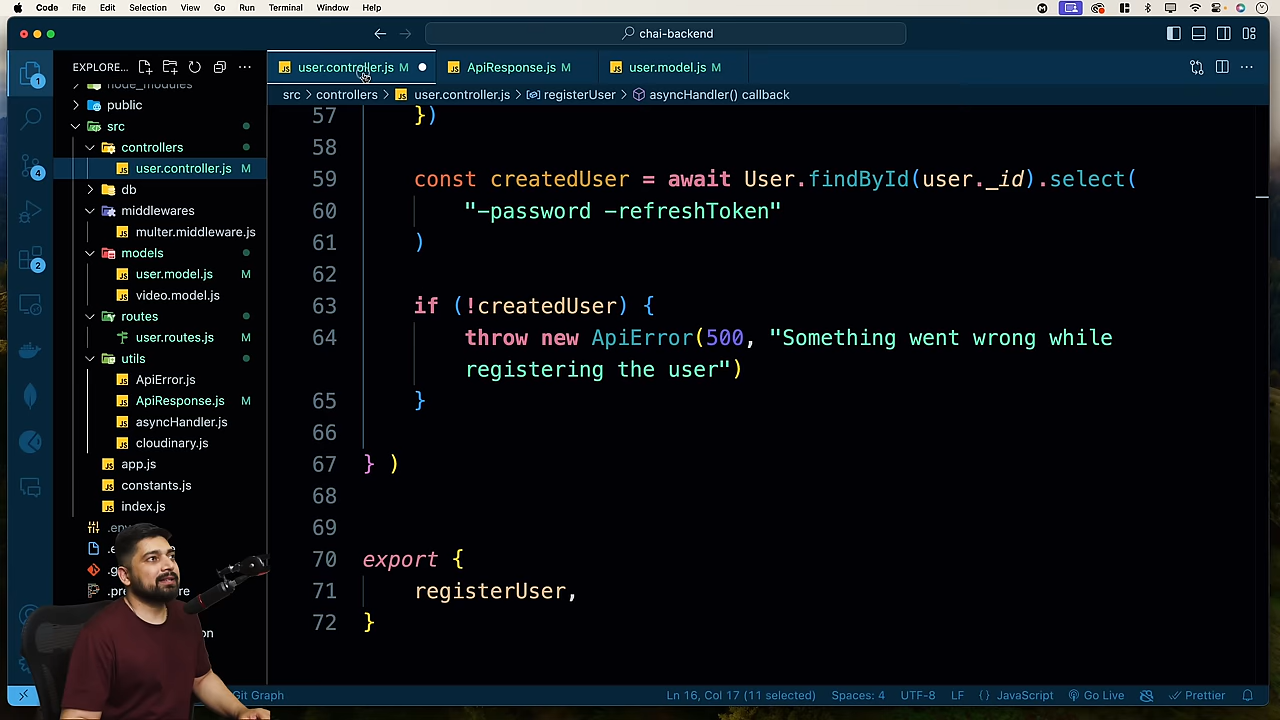 Code File Edit Selection View Go Run Terminal Window Help
chai-backend
EXPLORE...
user.controller.js M
ApiResponse.js M
user.model.js M
src > controllers > user.controller.js > registerUser > asyncHandler() callback
node_modules
public
src
controllers
user.controller.js M
db
middlewares
multer.middleware.js
models
user.model.js M
video.model.js
routes
user.routes.js M
utils
ApiError.js
ApiResponse.js M
asyncHandler.js
cloudinary.js
app.js
constants.js
index.js
1
4
2
57 })
58
59 const createdUser = await User.findById(user._id).select(
60 "-password -refreshToken"
61 )
62
63 if (!createdUser) {
64 throw new ApiError(500, "Something went wrong while
registering the user")
65 }
66
67 } )
68
69
70 export {
71 registerUser,
72 }
Git Graph
Ln 16, Col 17 (11 selected) Spaces: 4 UTF-8 LF {} JavaScript Go Live Prettier